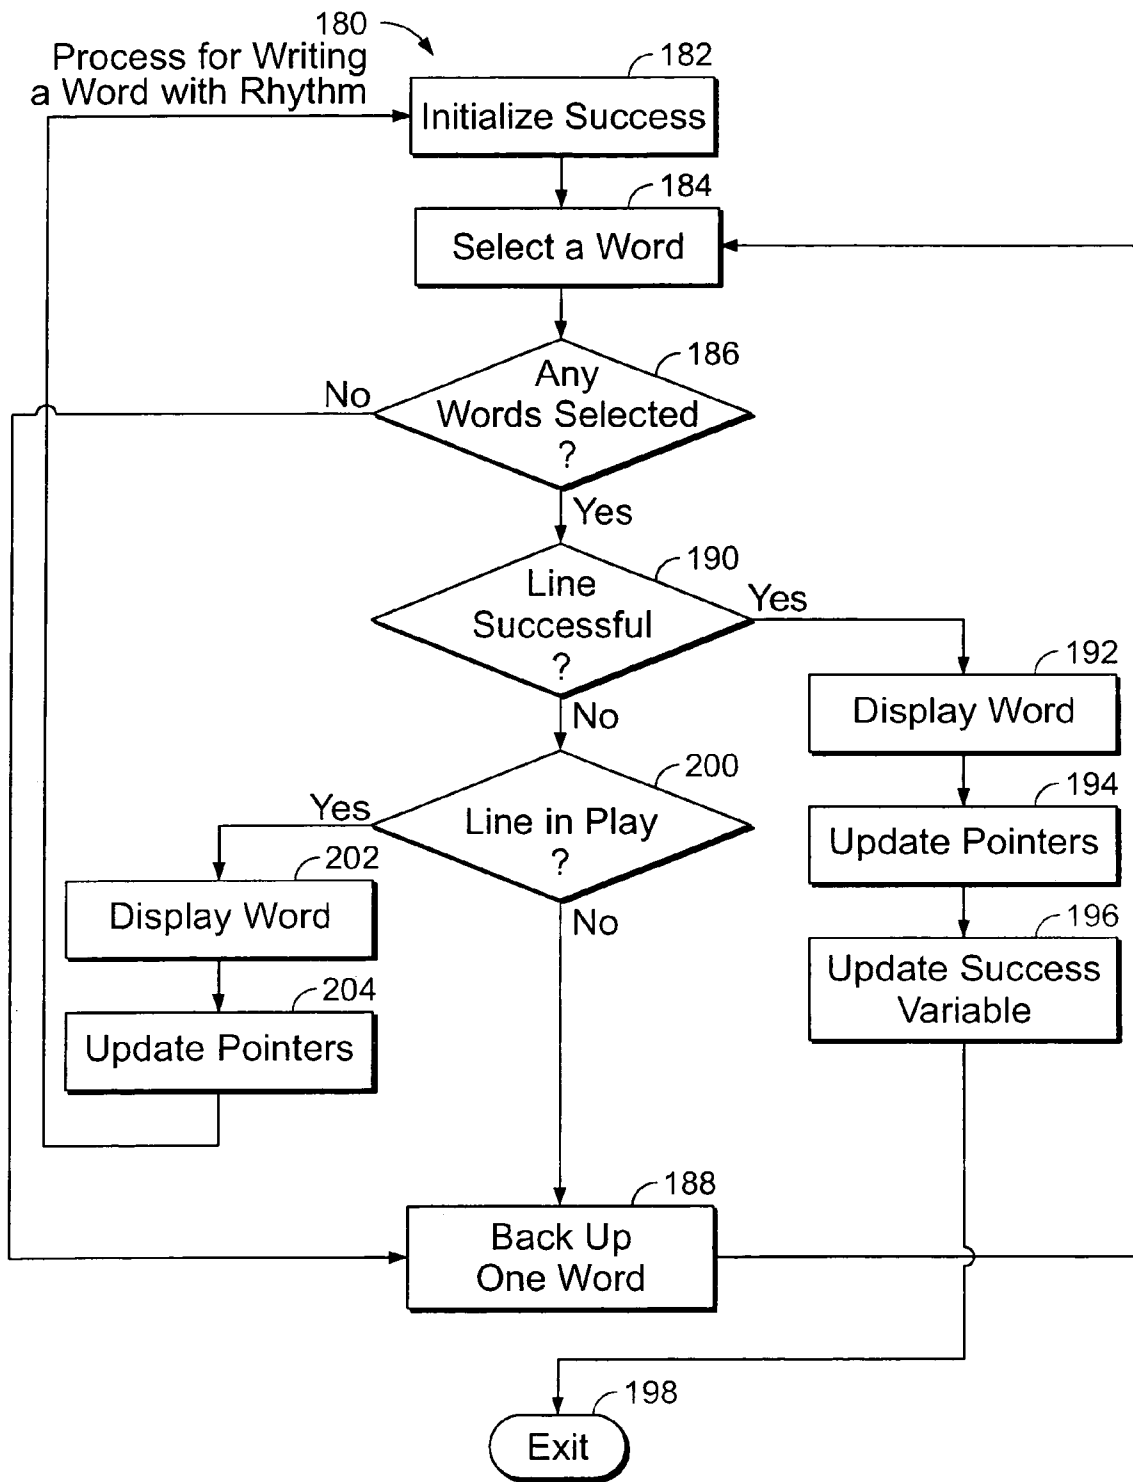 180
Process for Writing
a Word with Rhythm
182
Initialize Success
184
Select a Word
186
Any
Words Selected
?
No
Yes
190
Line
Successful
?
Yes
No
192
Display Word
194
Update Pointers
196
Update Success
Variable
200
Line in Play
?
Yes
No
202
Display Word
204
Update Pointers
188
Back Up
One Word
198
Exit